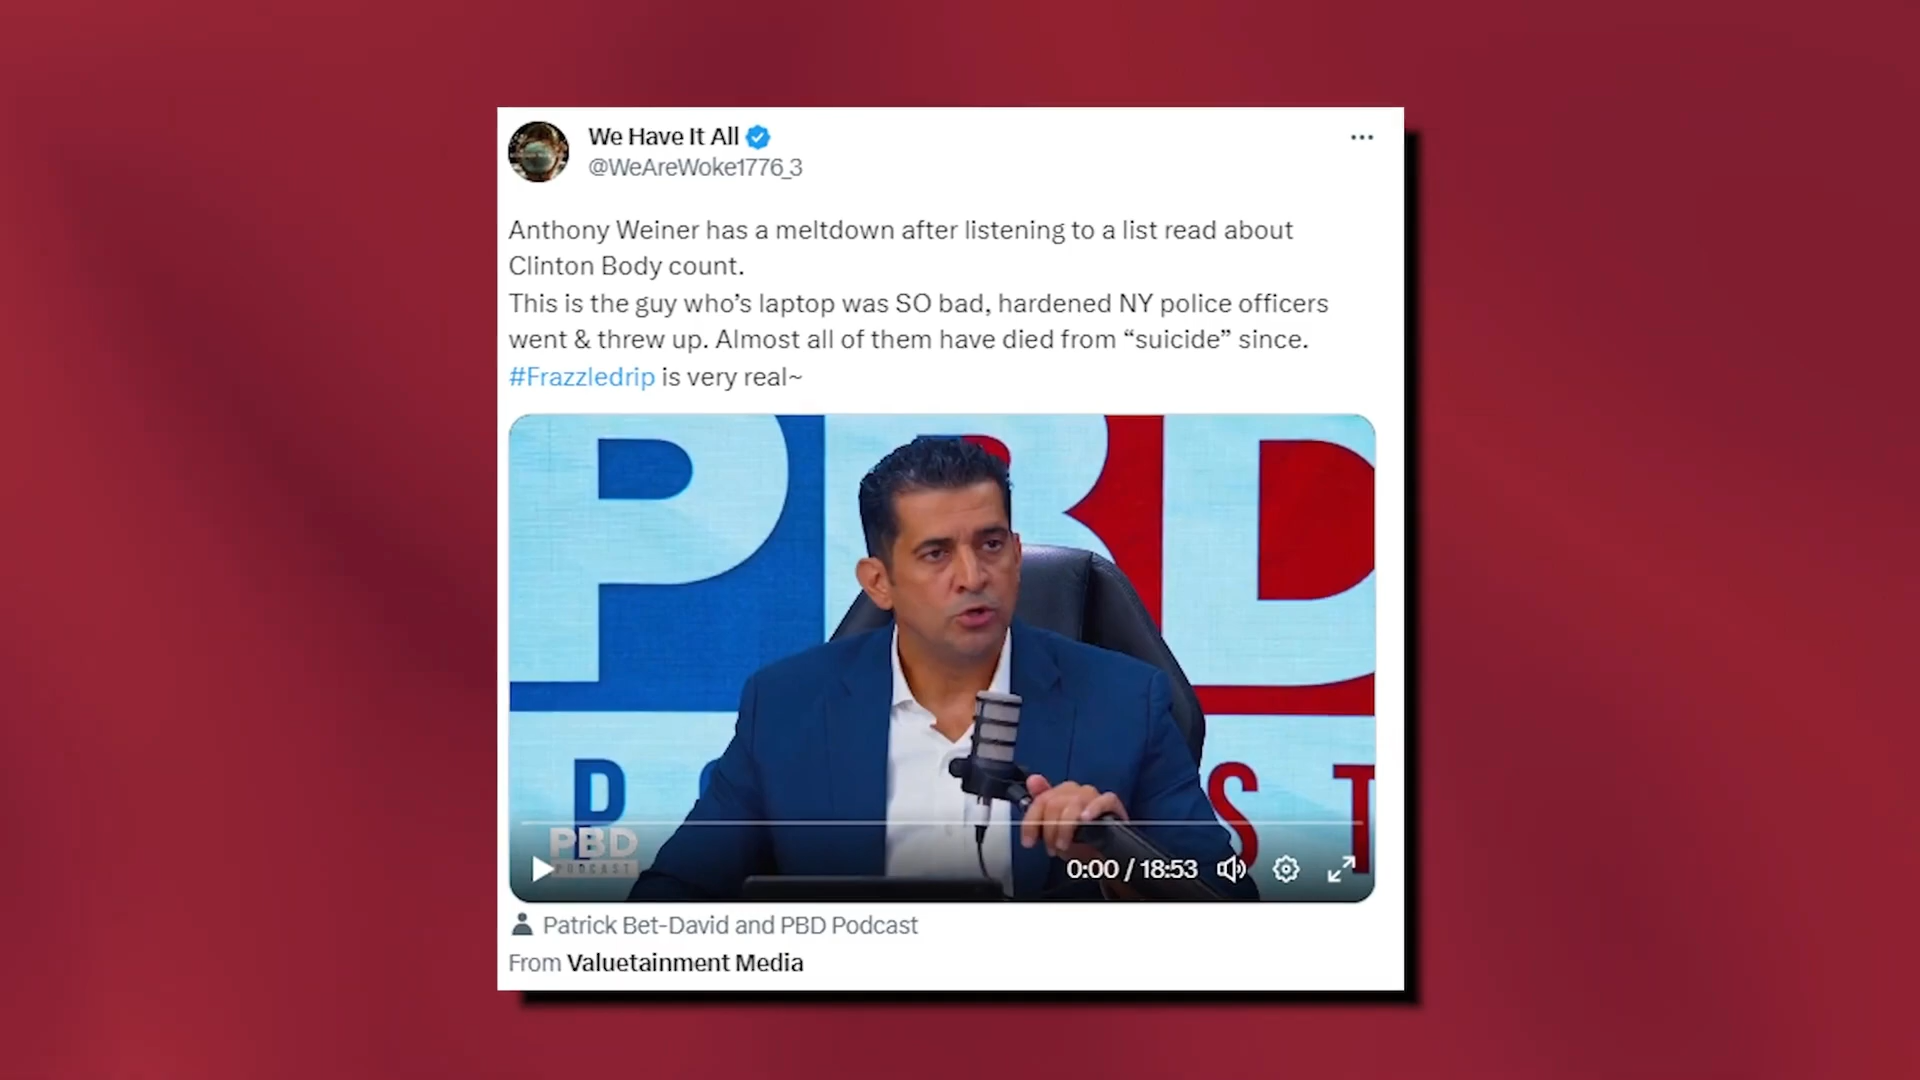 We Have It All
@WeAreWoke1776_3
Anthony Weiner has a meltdown after listening to a list read about
Clinton Body count.
This is the guy who’s laptop was SO bad, hardened NY police officers
went & threw up. Almost all of them have died from “suicide” since.
#Frazzledrip is very real~
PBD
P ST
PBD
PODCAST
0:00 / 18:53
Patrick Bet-David and PBD Podcast
From Valuetainment Media